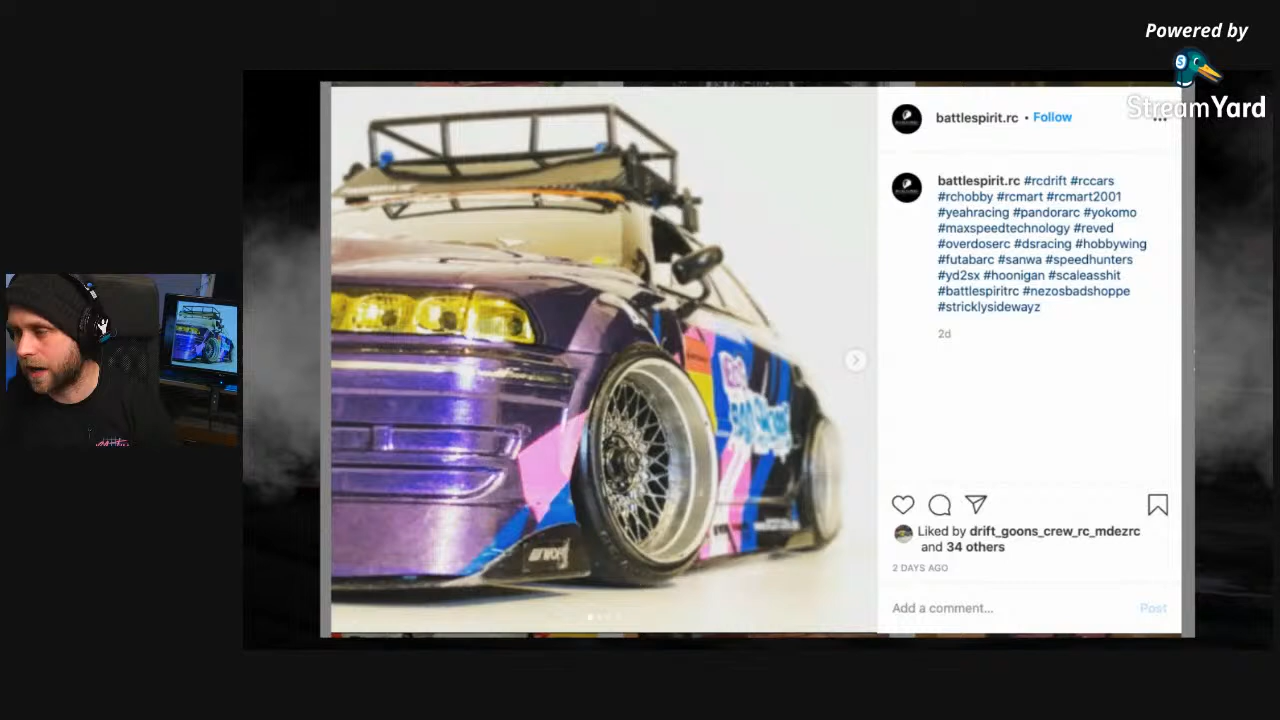 Powered by
StreamYard
battlespirit.rc • Follow
battlespirit.rc #rcdrift #rccars
#rchobby #rcmart #rcmart2001
#yeahracing #pandorarc #yokomo
#maxspeedtechnology #reved
#overdoserc #dsracing #hobbywing
#futabarc #sanwa #speedhunters
#yd2sx #hoonigan #scaleasshit
#battlespiritrc #nezosbadshoppe
#stricklysidewayz
2d
Liked by drift_goons_crew_rc_mdezrc
and 34 others
2 DAYS AGO
Add a comment... Post